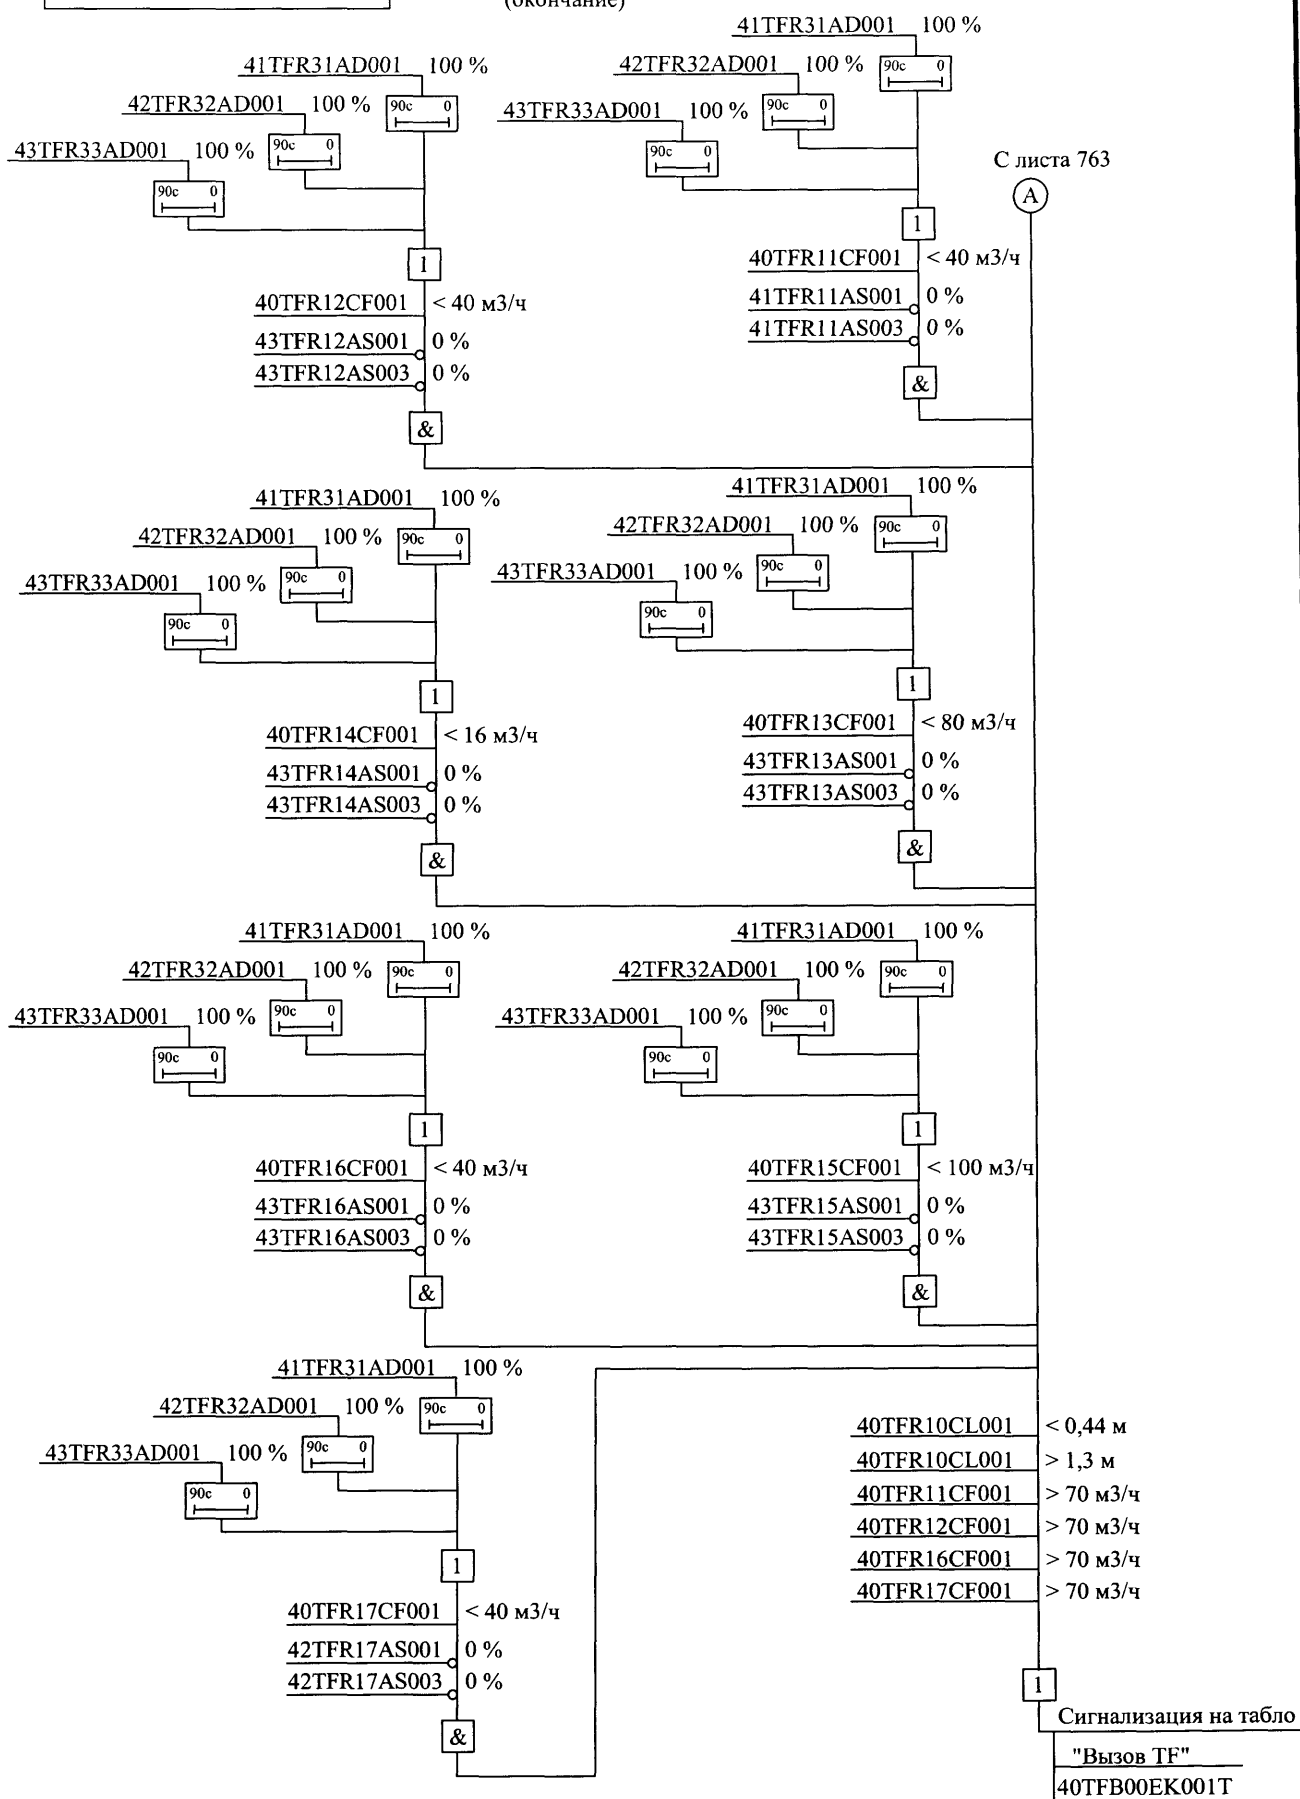 (окончание)
41TFR31AD001 100 %
42TFR32AD001 100 %
43TFR33AD001 100 %
90с 0
90с 0
90с 0
1
40TFR12CF001 < 40 м3/ч
43TFR12AS001 0 %
43TFR12AS003 0 %
&
41TFR31AD001 100 %
42TFR32AD001 100 %
43TFR33AD001 100 %
90с 0
90с 0
90с 0
1
40TFR11CF001 < 40 м3/ч
41TFR11AS001 0 %
41TFR11AS003 0 %
&
С листа 763
А
41TFR31AD001 100 %
42TFR32AD001 100 %
43TFR33AD001 100 %
90с 0
90с 0
90с 0
1
40TFR14CF001 < 16 м3/ч
43TFR14AS001 0 %
43TFR14AS003 0 %
&
41TFR31AD001 100 %
42TFR32AD001 100 %
43TFR33AD001 100 %
90с 0
90с 0
90с 0
1
40TFR13CF001 < 80 м3/ч
43TFR13AS001 0 %
43TFR13AS003 0 %
&
41TFR31AD001 100 %
42TFR32AD001 100 %
43TFR33AD001 100 %
90с 0
90с 0
90с 0
1
40TFR16CF001 < 40 м3/ч
43TFR16AS001 0 %
43TFR16AS003 0 %
&
41TFR31AD001 100 %
42TFR32AD001 100 %
43TFR33AD001 100 %
90с 0
90с 0
90с 0
1
40TFR15CF001 < 100 м3/ч
43TFR15AS001 0 %
43TFR15AS003 0 %
&
41TFR31AD001 100 %
42TFR32AD001 100 %
43TFR33AD001 100 %
90с 0
90с 0
90с 0
1
40TFR17CF001 < 40 м3/ч
42TFR17AS001 0 %
42TFR17AS003 0 %
&
40TFR10CL001 < 0,44 м
40TFR10CL001 > 1,3 м
40TFR11CF001 > 70 м3/ч
40TFR12CF001 > 70 м3/ч
40TFR16CF001 > 70 м3/ч
40TFR17CF001 > 70 м3/ч
1
Сигнализация на табло
"Вызов TF"
40TFB00EK001T